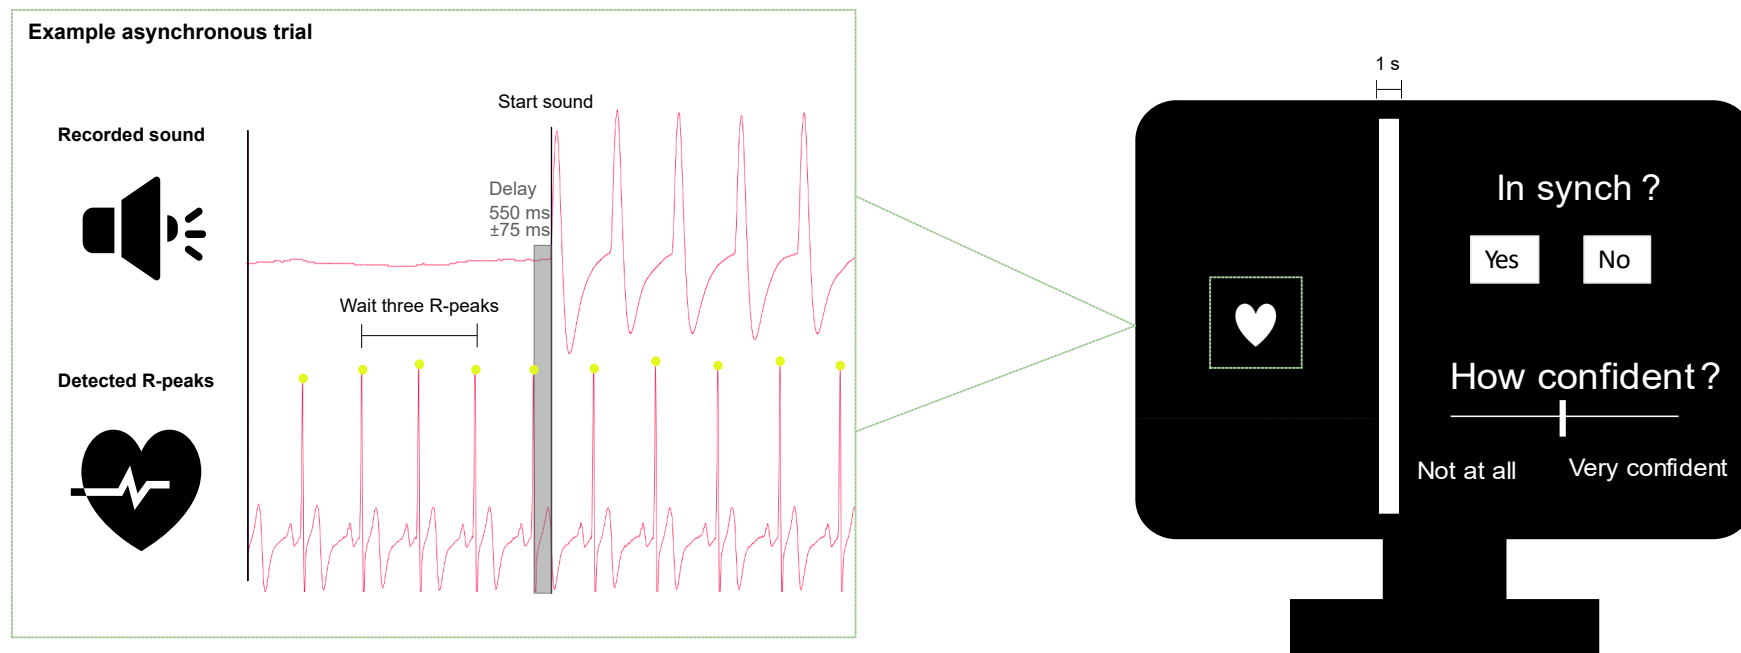 Example asynchronous trial
Start sound
Recorded sound
Delay
550 ms
±75 ms
Wait three R-peaks
Detected R-peaks
1 s
In synch ?
Yes
No
How confident ?
Not at all
Very confident